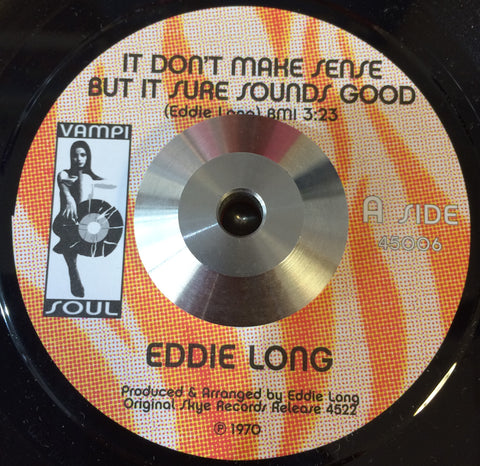 IT DON'T MAKE SENSE
BUT IT SURE SOUNDS GOOD
(Eddie Long) BMI 3:23
VAMPI
SOUL
A SIDE
45006
EDDIE LONG
Produced & Arranged by Eddie Long
Original Skye Records Release 4522
℗ 1970